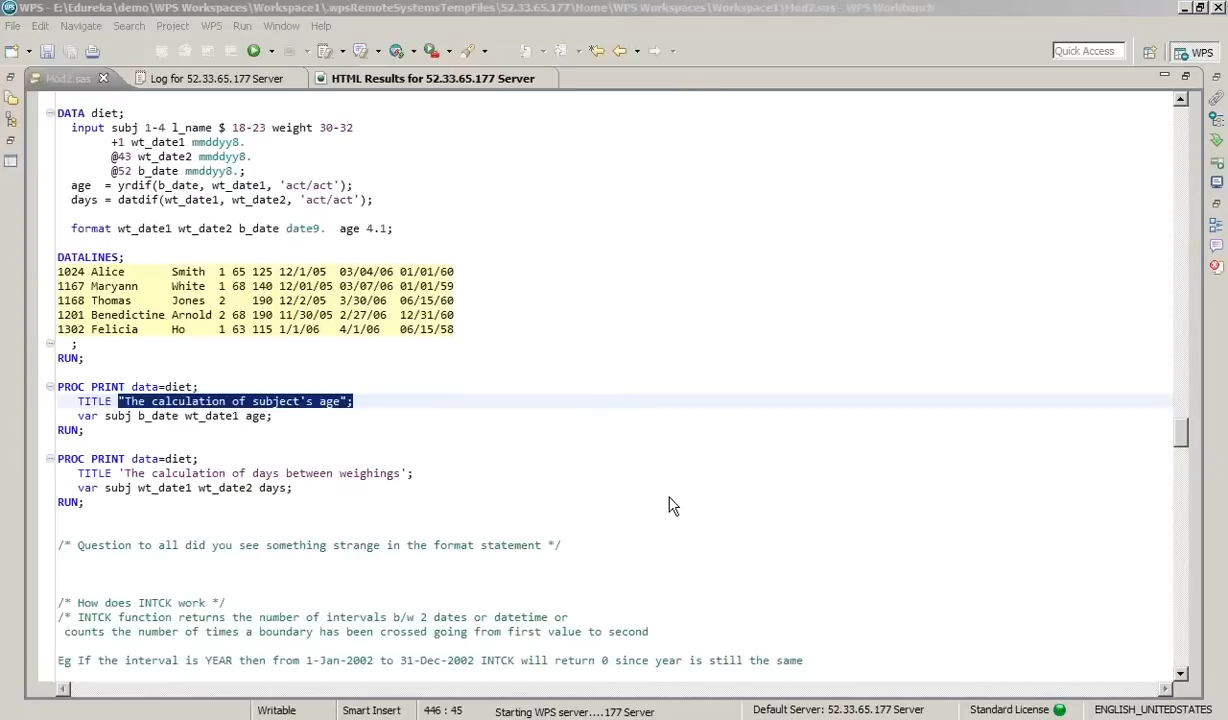 WPS - E:\Edureka\demo\WPS Workspaces\Workspace1\.wpsRemoteSystemsTempFiles\52.33.65.177\Home\WPS Workspaces\Workspace1\Mod2.sas - WPS Workbench
File Edit Navigate Search Project WPS Run Window Help
Quick Access WPS
Mod2.sas Log for 52.33.65.177 Server HTML Results for 52.33.65.177 Server
DATA diet;
input subj 1-4 l_name $ 18-23 weight 30-32
+1 wt_date1 mmddyy8.
@43 wt_date2 mmddyy8.
@52 b_date mmddyy8.;
age = yrdif(b_date, wt_date1, 'act/act');
days = datdif(wt_date1, wt_date2, 'act/act');
format wt_date1 wt_date2 b_date date9. age 4.1;
DATALINES;
1024 Alice Smith 1 65 125 12/1/05 03/04/06 01/01/60
1167 Maryann White 1 68 140 12/01/05 03/07/06 01/01/59
1168 Thomas Jones 2 190 12/2/05 3/30/06 06/15/60
1201 Benedictine Arnold 2 68 190 11/30/05 2/27/06 12/31/60
1302 Felicia Ho 1 63 115 1/1/06 4/1/06 06/15/58
;
RUN;
PROC PRINT data=diet;
TITLE "The calculation of subject's age";
var subj b_date wt_date1 age;
RUN;
PROC PRINT data=diet;
TITLE 'The calculation of days between weighings';
var subj wt_date1 wt_date2 days;
RUN;
/* Question to all did you see something strange in the format statement */
/* How does INTCK work */
/* INTCK function returns the number of intervals b/w 2 dates or datetime or
counts the number of times a boundary has been crossed going from first value to second
Eg If the interval is YEAR then from 1-Jan-2002 to 31-Dec-2002 INTCK will return 0 since year is still the same
Writable Smart Insert 446 : 45 Starting WPS server....177 Server Default Server: 52.33.65.177 Server Standard License ENGLISH_UNITEDSTATES